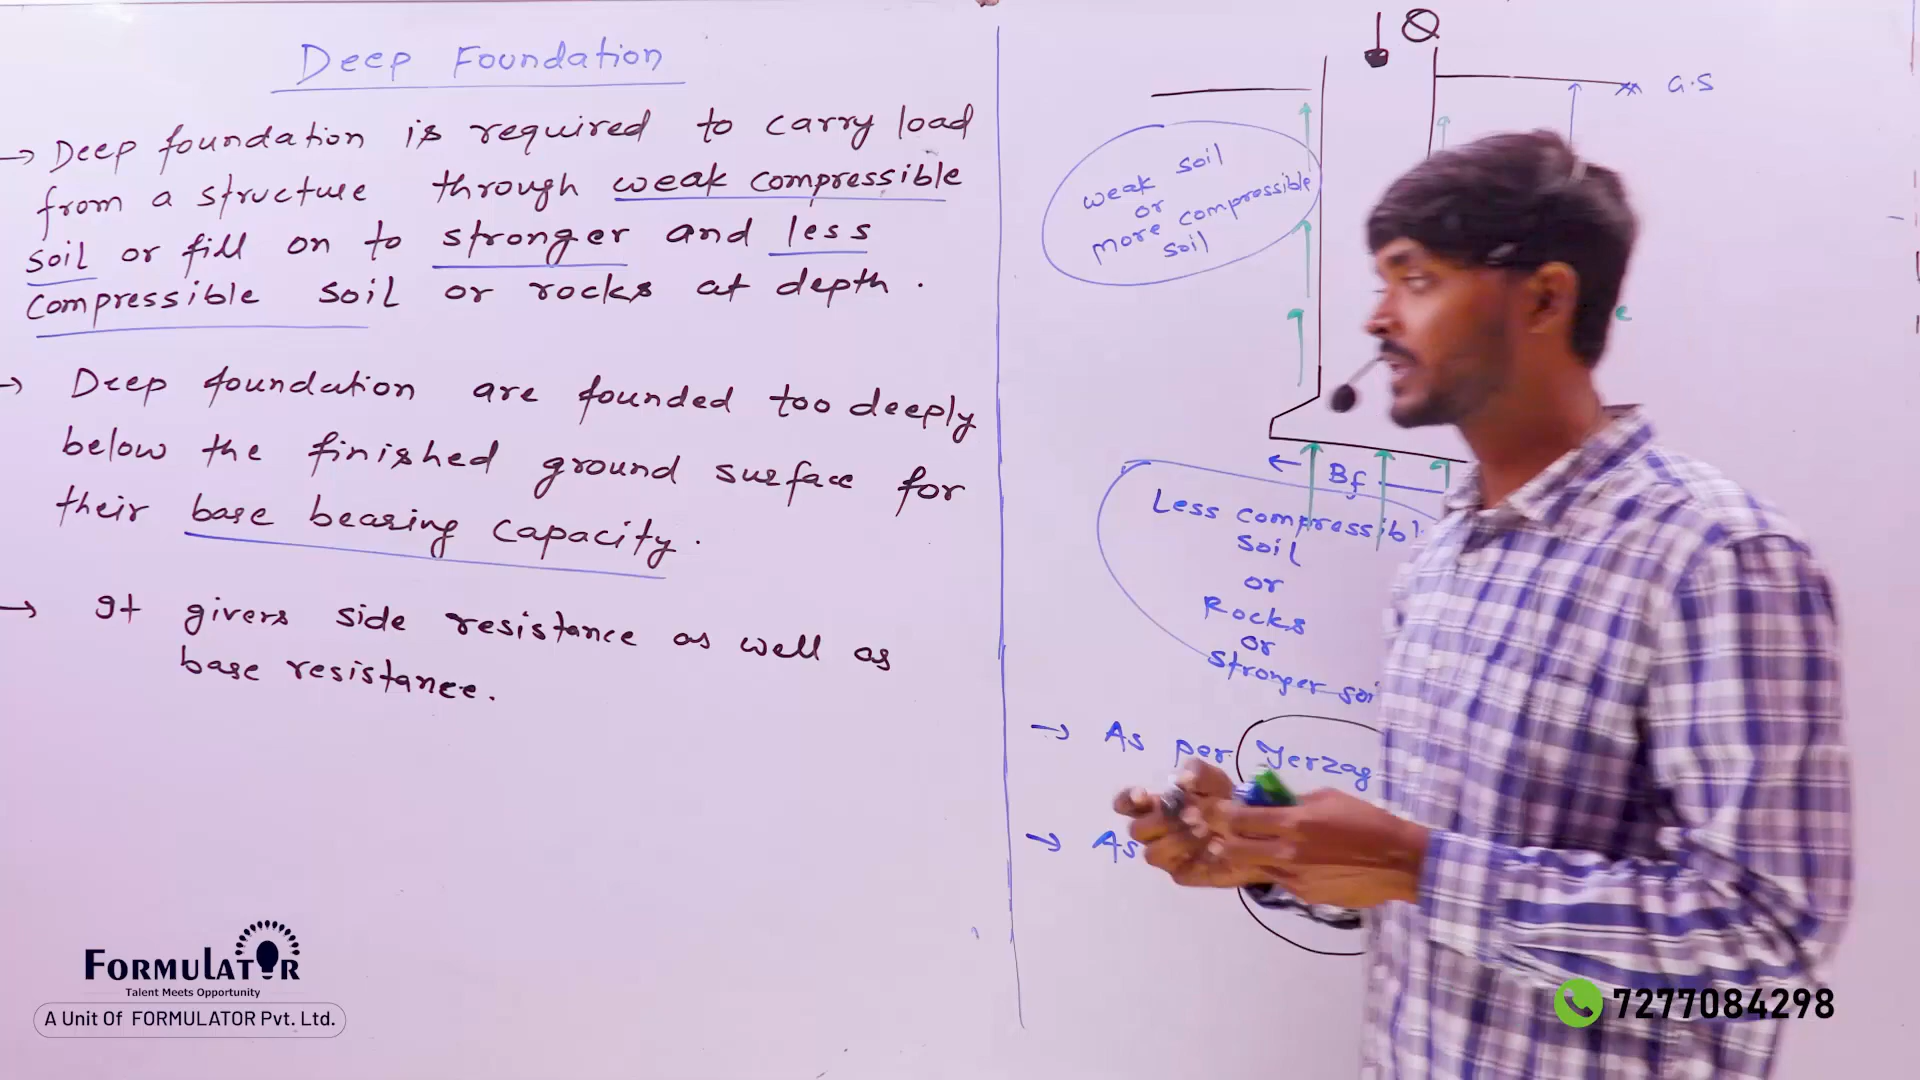 Deep Foundation
→ Deep foundation is required to carry load
from a structure through weak compressible
soil or fill on to stronger and less
compressible soil or rocks at depth.
→ Deep foundation are founded too deeply
below the finished ground surface for
their base bearing capacity.
→ It givers side resistance as well as
base resistance.
Q
G.S
weak soil
or
more compressible
soil
Bf
Less compressibl
soil
or
Rocks
or
stronger soi
→ As per Terzag
→ As
FORMULATOR
Talent Meets Opportunity
A Unit Of FORMULATOR Pvt. Ltd.
7277084298